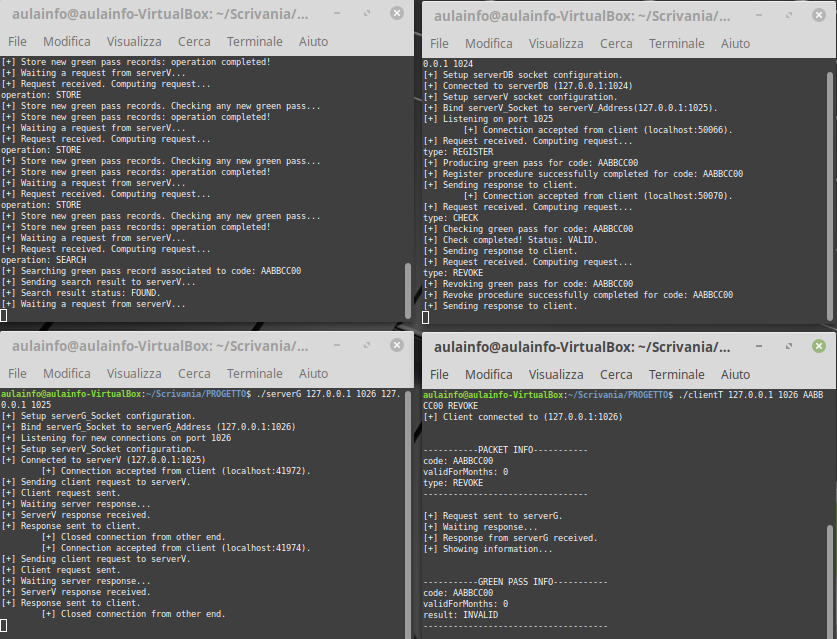 aulainfo@aulainfo-VirtualBox: ~/Scrivania/...
File Modifica Visualizza Cerca Terminale Aiuto
[+] Store new green pass records: operation completed!
[+] Waiting a request from serverV...
[+] Request received. Computing request...
operation: STORE
[+] Store new green pass records. Checking any new green pass...
[+] Store new green pass records: operation completed!
[+] Waiting a request from serverV...
[+] Request received. Computing request...
operation: STORE
[+] Store new green pass records. Checking any new green pass...
[+] Store new green pass records: operation completed!
[+] Waiting a request from serverV...
[+] Request received. Computing request...
operation: STORE
[+] Store new green pass records. Checking any new green pass...
[+] Store new green pass records: operation completed!
[+] Waiting a request from serverV...
[+] Request received. Computing request...
operation: SEARCH
[+] Searching green pass record associated to code: AABBCC00
[+] Sending search result to serverV...
[+] Search result status: FOUND.
[+] Waiting a request from serverV...
aulainfo@aulainfo-VirtualBox: ~/Scrivania/...
File Modifica Visualizza Cerca Terminale Aiuto
0.0.1 1024
[+] Setup serverDB socket configuration.
[+] Connected to serverDB (127.0.0.1:1024)
[+] Setup serverV socket configuration.
[+] Bind serverV_Socket to serverV_Address(127.0.0.1:1025).
[+] Listening on port 1025
[+] Connection accepted from client (localhost:50066).
[+] Request received. Computing request...
type: REGISTER
[+] Producing green pass for code: AABBCC00
[+] Register procedure successfully completed for code: AABBCC00
[+] Sending response to client.
[+] Connection accepted from client (localhost:50070).
[+] Request received. Computing request...
type: CHECK
[+] Checking green pass for code: AABBCC00
[+] Check completed! Status: VALID.
[+] Sending response to client.
[+] Request received. Computing request...
type: REVOKE
[+] Revoking green pass for code: AABBCC00
[+] Revoke procedure successfully completed for code: AABBCC00
[+] Sending response to client.
aulainfo@aulainfo-VirtualBox: ~/Scrivania/...
File Modifica Visualizza Cerca Terminale Aiuto
aulainfo@aulainfo-VirtualBox:~/Scrivania/PROGETTO$ ./serverG 127.0.0.1 1026 127.
0.0.1 1025
[+] Setup serverG_Socket configuration.
[+] Bind serverG_Socket to serverG_Address (127.0.0.1:1026)
[+] Listening for new connections on port 1026
[+] Setup serverV_Socket configuration.
[+] Connected to serverV (127.0.0.1:1025)
[+] Connection accepted from client (localhost:41972).
[+] Sending client request to serverV.
[+] Client request sent.
[+] Waiting server response...
[+] ServerV response received.
[+] Response sent to client.
[+] Closed connection from other end.
[+] Connection accepted from client (localhost:41974).
[+] Sending client request to serverV.
[+] Client request sent.
[+] Waiting server response...
[+] ServerV response received.
[+] Response sent to client.
[+] Closed connection from other end.
aulainfo@aulainfo-VirtualBox: ~/Scrivania/...
File Modifica Visualizza Cerca Terminale Aiuto
aulainfo@aulainfo-VirtualBox:~/Scrivania/PROGETTO$ ./clientT 127.0.0.1 1026 AABB
CC00 REVOKE
[+] Client connected to (127.0.0.1:1026)
-----------PACKET INFO-----------
code: AABBCC00
validForMonths: 0
type: REVOKE
---------------------------------
[+] Request sent to serverG.
[+] Waiting response...
[+] Response from serverG received.
[+] Showing information...
-----------GREEN PASS INFO-----------
code: AABBCC00
validForMonths: 0
result: INVALID
-------------------------------------